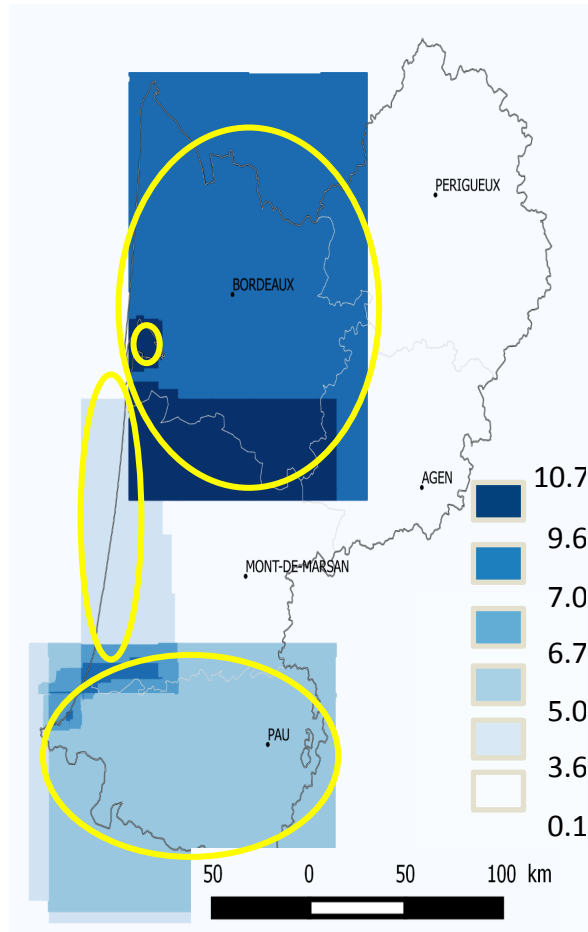 PERIGUEUX
BORDEAUX
AGEN
10.7
9.6
MONT-DE-MARSAN
7.0
6.7
5.0
PAU
3.6
0.1
50 0 50 100 km